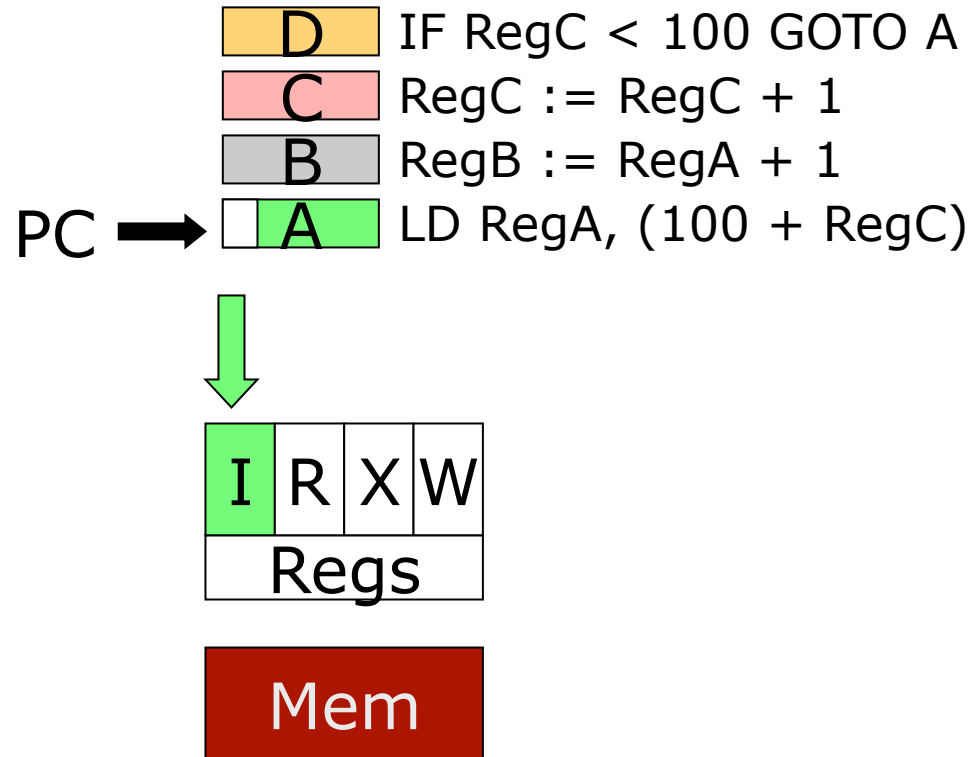 D IF RegC < 100 GOTO A
C RegC := RegC + 1
B RegB := RegA + 1
PC A LD RegA, (100 + RegC)
I R X W
Regs
Mem